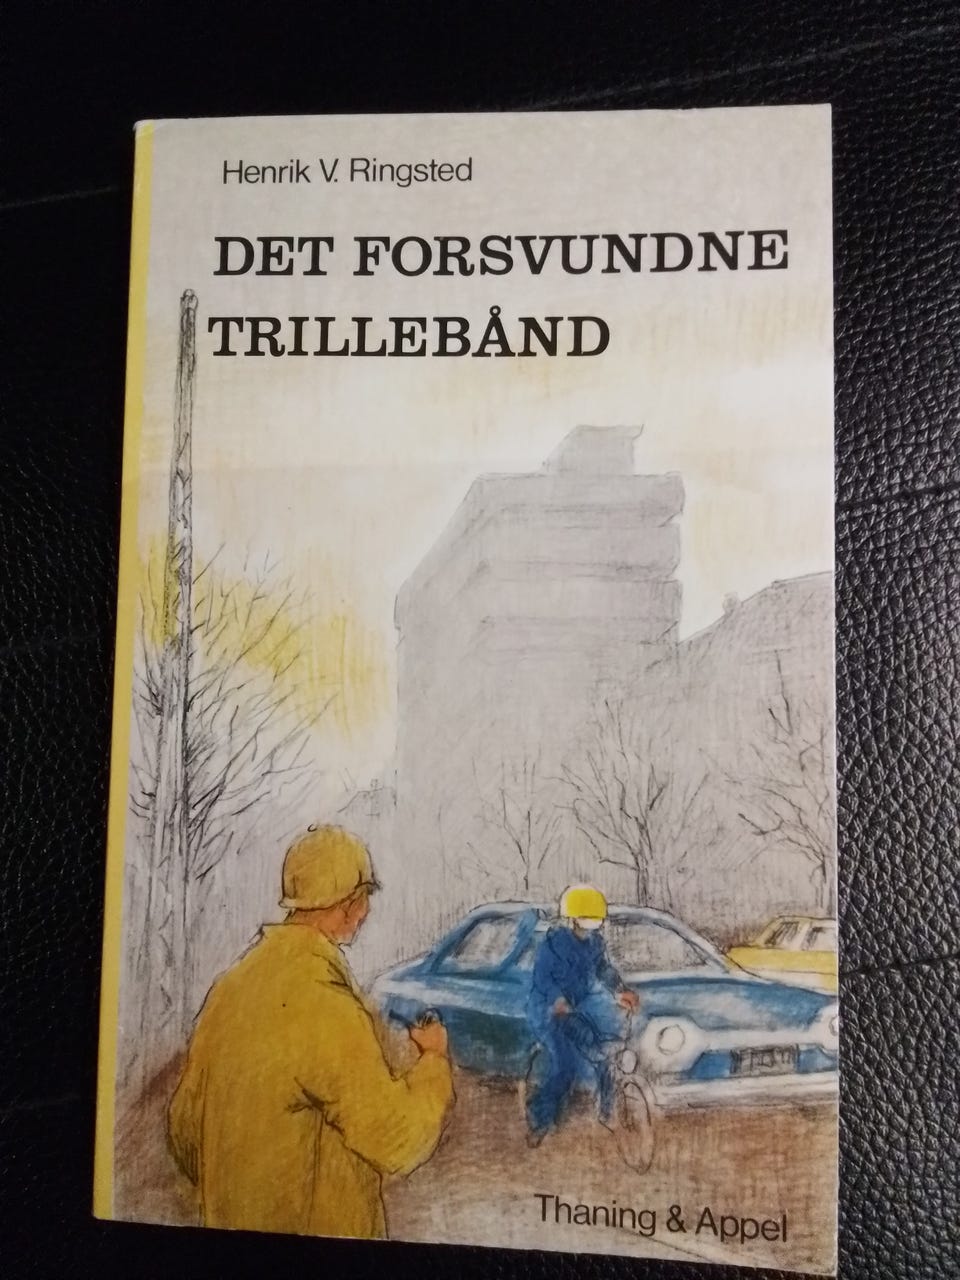 Henrik V. Ringsted
DET FORSVUNDNE
TRILLEBÅND
Thaning & Appel